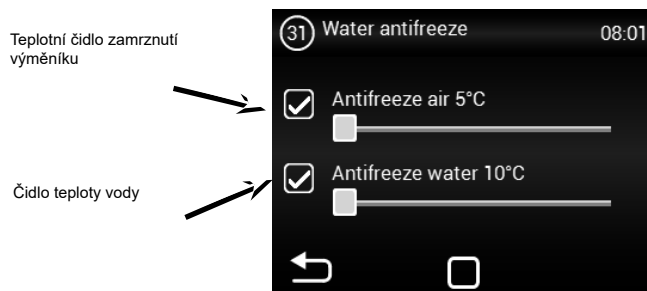 Teplotní čidlo zamrznutí
výměníku
31 Water antifreeze 08:01
Antifreeze air 5°C
Antifreeze water 10°C
Čidlo teploty vody